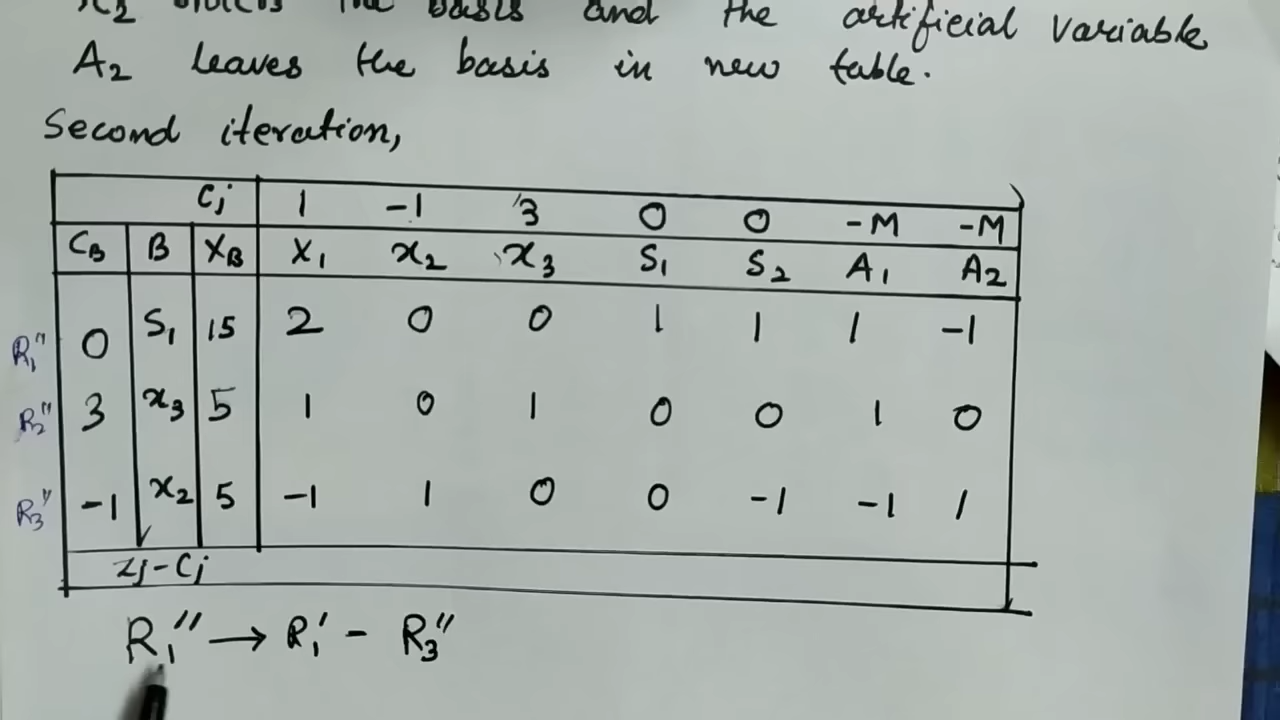 the basis and the artificial variable
A₂ leaves the basis in new table.
Second iteration,
Cj 1 -1 3 0 0 -M -M
CB B XB X₁ x₂ x₃ S₁ S₂ A₁ A₂
R₁" 0 S₁ 15 2 0 0 1 1 1 -1
R₂" 3 x₃ 5 1 0 1 0 0 1 0
R₃" -1 x₂ 5 -1 1 0 0 -1 -1 1
Zj-Cj
R₁" → R₁' - R₃"